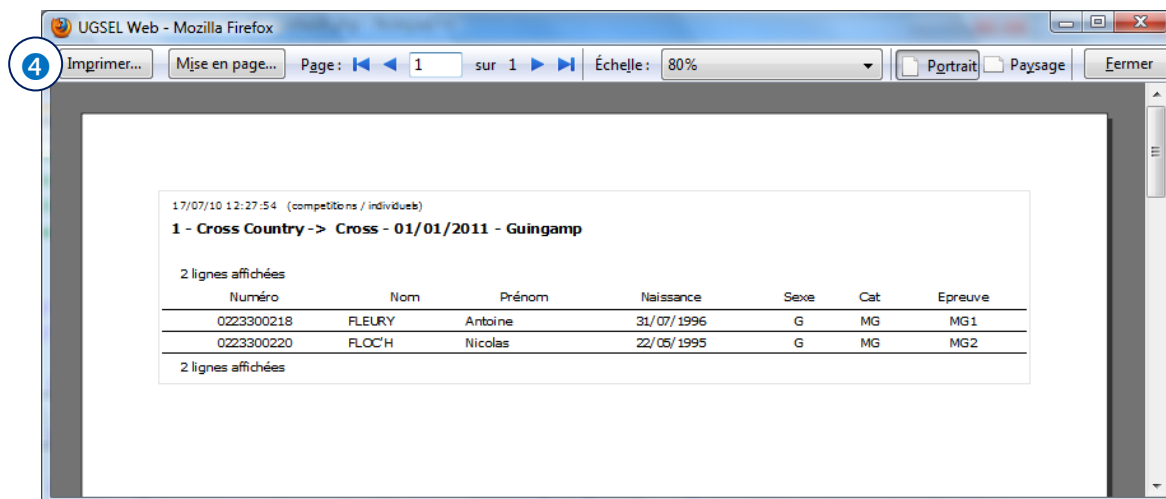 UGSEL Web - Mozilla Firefox
4 Imprimer... Mise en page... Page : 1 sur 1 Échelle : 80% Portrait Paysage Fermer
17/07/10 12:27:54 (competitions / individuels)
1 - Cross Country -> Cross - 01/01/2011 - Guingamp
2 lignes affichées
Numéro Nom Prénom Naissance Sexe Cat Epreuve
0223300218 FLEURY Antoine 31/07/1996 G MG MG1
0223300220 FLOC'H Nicolas 22/05/1995 G MG MG2
2 lignes affichées